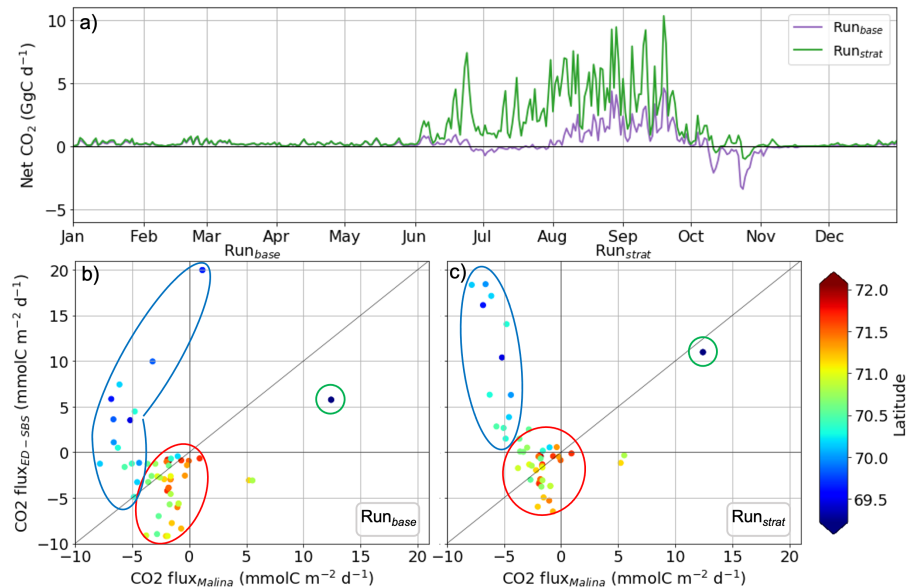 a)
Net CO₂ (GgC d⁻¹)
10
5
0
−5
Run_base
Run_strat
Jan Feb Mar Apr May Jun Jul Aug Sep Oct Nov Dec
Run_base Run_strat
b)
CO2 flux_ED−SBS (mmolC m⁻² d⁻¹)
20
15
10
5
0
−5
−10
Run_base
−10 −5 0 5 10 15 20
CO2 flux_Malina (mmolC m⁻² d⁻¹)
c)
Run_strat
−10 −5 0 5 10 15 20
CO2 flux_Malina (mmolC m⁻² d⁻¹)
72.0
71.5
71.0
70.5
70.0
69.5
Latitude